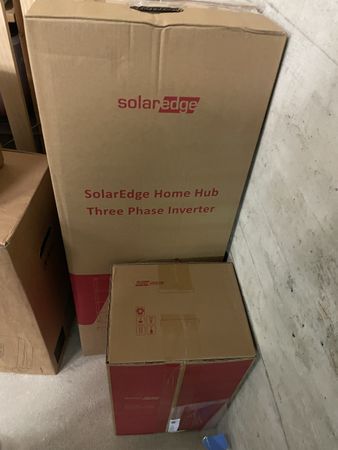 solaredge
SolarEdge Home Hub
Three Phase Inverter